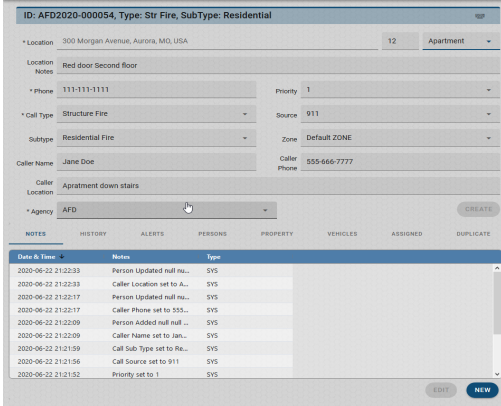 ID: AFD2020-000054, Type: Str Fire, SubType: Residential
* Location 300 Morgan Avenue, Aurora, MO, USA 12 Apartment
Location Notes Red door Second floor
* Phone 111-111-1111 Priority 1
* Call Type Structure Fire Source 911
Subtype Residential Fire Zone Default ZONE
Caller Name Jane Doe Caller Phone 555-666-7777
Caller Location Apratment down stairs
* Agency AFD CREATE
NOTES HISTORY ALERTS PERSONS PROPERTY VEHICLES ASSIGNED DUPLICATE
Date & Time Notes Type
2020-06-22 21:22:33 Person Updated null nu... SYS
2020-06-22 21:22:33 Caller Location set to A... SYS
2020-06-22 21:22:17 Person Updated null nu... SYS
2020-06-22 21:22:17 Caller Phone set to 555... SYS
2020-06-22 21:22:09 Person Added null null ... SYS
2020-06-22 21:22:09 Caller Name set to Jan... SYS
2020-06-22 21:21:59 Call Sub Type set to Re... SYS
2020-06-22 21:21:56 Call Source set to 911 SYS
2020-06-22 21:21:52 Priority set to 1 SYS
EDIT NEW